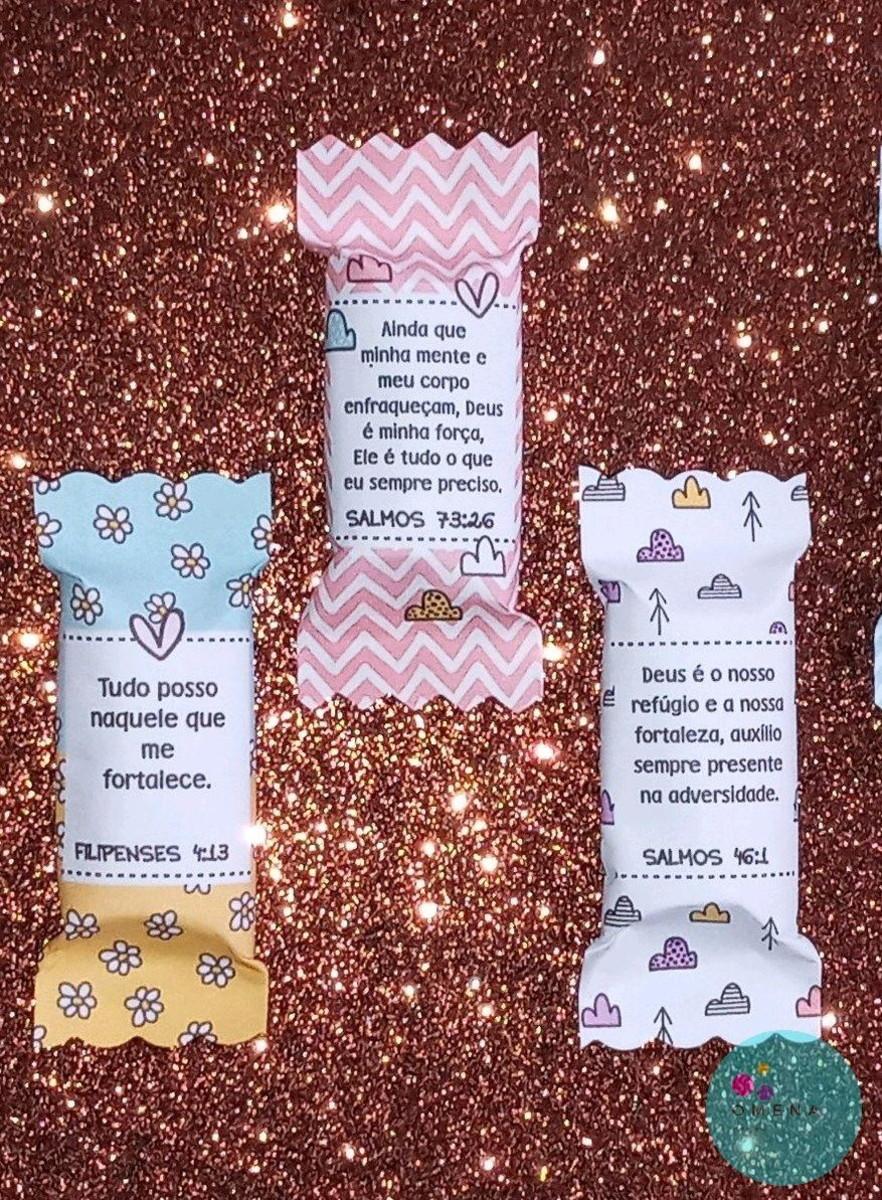 Ainda que
minha mente e
meu corpo
enfraqueçam, Deus
é minha força,
Ele é tudo o que
eu sempre preciso.
SALMOS 73:26
Tudo posso
naquele que
me
fortalece.
FILIPENSES 4:13
Deus é o nosso
refúgio e a nossa
fortaleza, auxílio
sempre presente
na adversidade.
SALMOS 46:1
OMENA